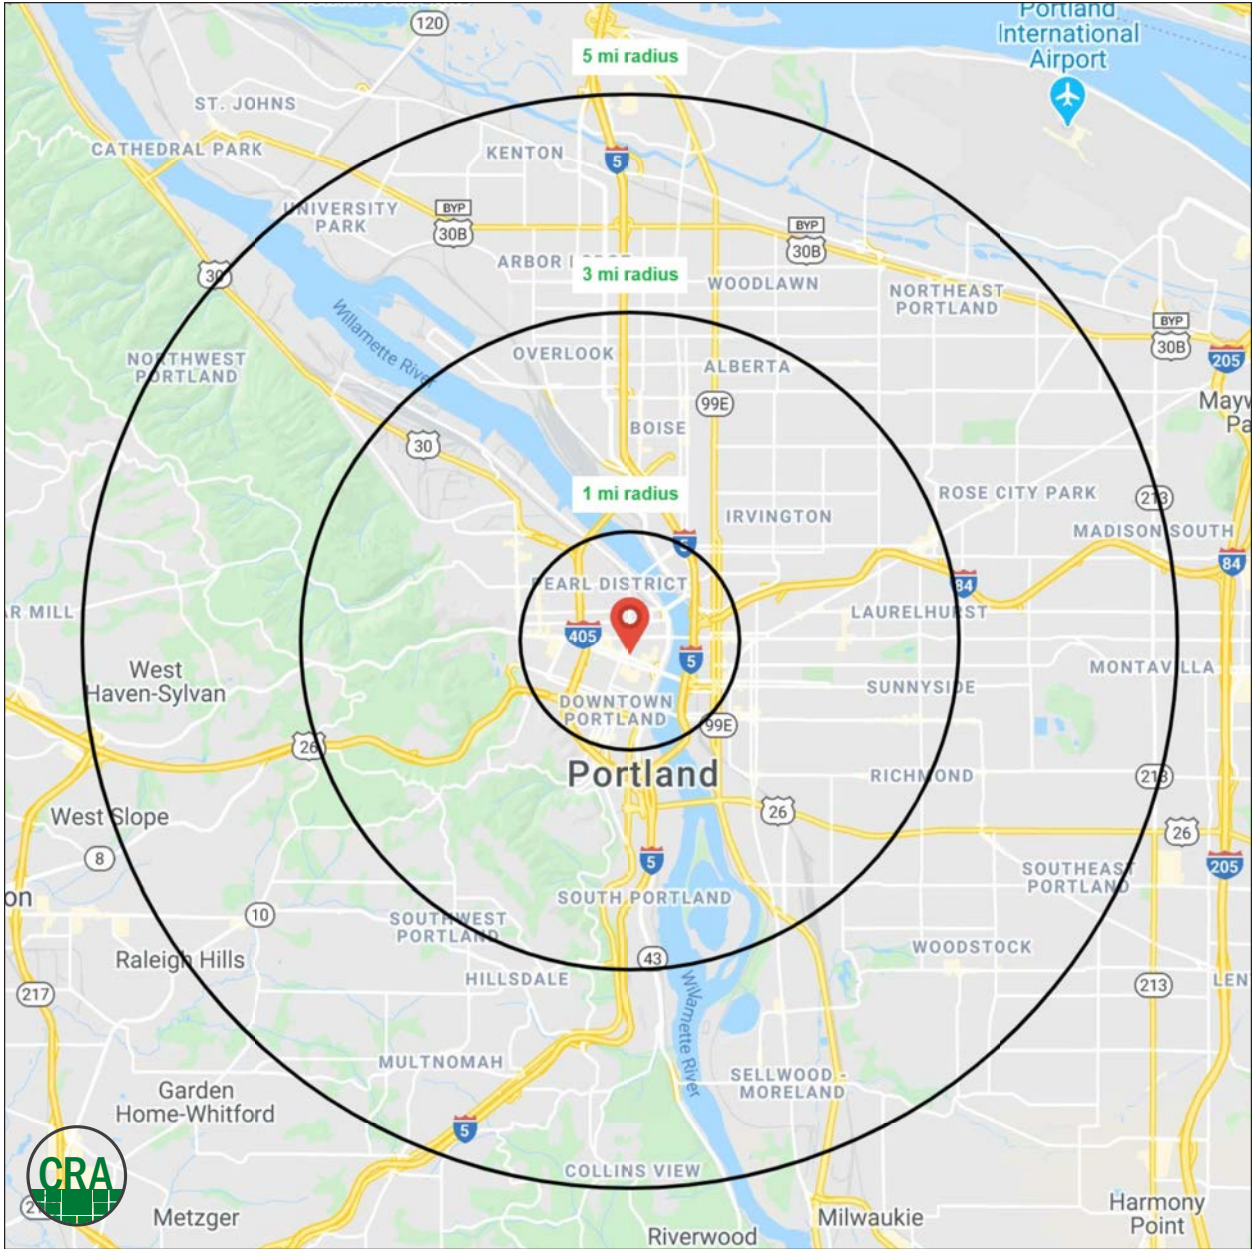 120
5 mi radius
Portland
International
Airport
ST. JOHNS
CATHEDRAL PARK
KENTON
5
UNIVERSITY
PARK
BYP
30B
BYP
30B
30
ARBOR
3 mi radius
WOODLAWN
NORTHEAST
PORTLAND
BYP
30B
205
Willamette River
NORTHWEST
PORTLAND
OVERLOOK
ALBERTA
99E
BOISE
30
1 mi radius
IRVINGTON
ROSE CITY PARK
213
MADISON SOUTH
5
84
84
PEARL DISTRICT
AR MILL
LAURELHURST
405
5
West
Haven-Sylvan
MONTAVILLA
SUNNYSIDE
DOWNTOWN
PORTLAND
99E
26
Portland
RICHMOND
213
West Slope
26
26
8
5
205
SOUTHEAST
PORTLAND
on
SOUTH PORTLAND
10
SOUTHWEST
PORTLAND
WOODSTOCK
Raleigh Hills
43
HILLSDALE
213
LEN
217
Willamette River
MULTNOMAH
SELLWOOD -
MORELAND
Garden
Home-Whitford
5
CRA
COLLINS VIEW
Metzger
Riverwood
Milwaukie
Harmony
Point